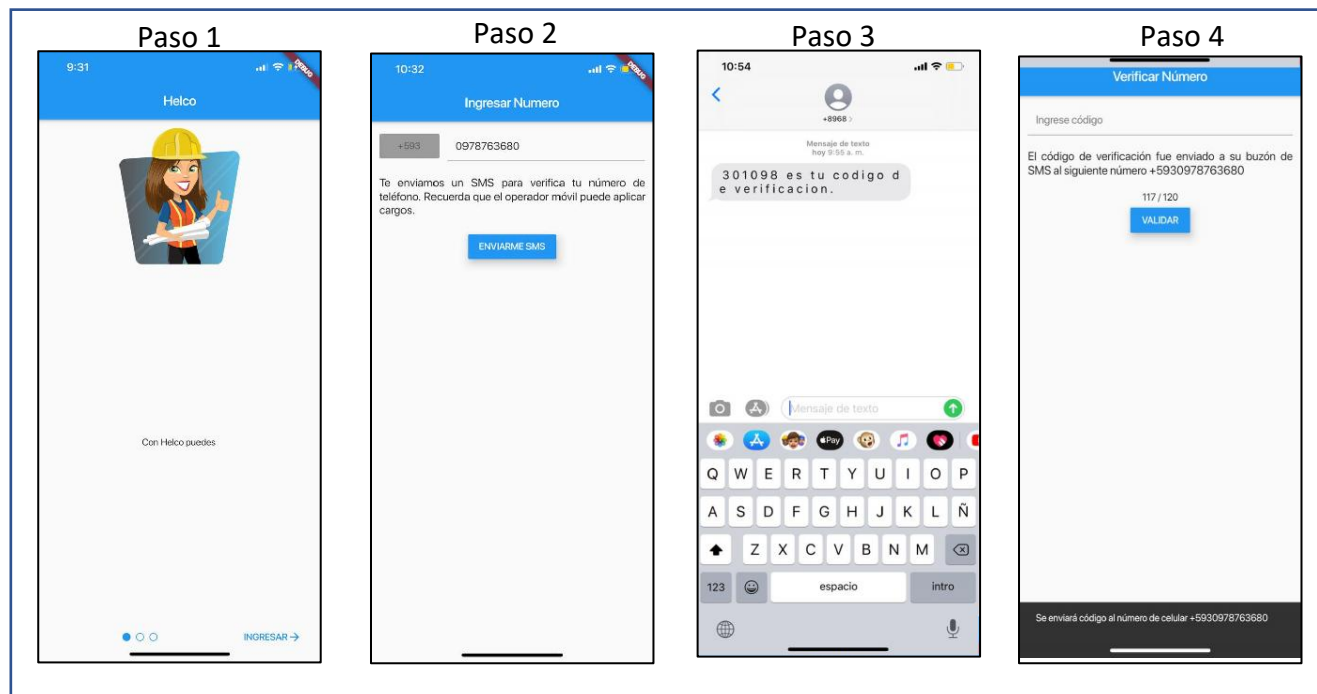 Paso 1
9:31
DEBUG
Helco
Con Helco puedes
INGRESAR →
Paso 2
10:32
DEBUG
Ingresar Numero
+593
0978763680
Te enviamos un SMS para verifica tu número de
teléfono. Recuerda que el operador móvil puede aplicar
cargos.
ENVIARME SMS
Paso 3
10:54
+8968 >
Mensaje de texto
hoy 9:55 a. m.
301098 es tu codigo d
e verificacion.
Mensaje de texto
Pay
Q W E R T Y U I O P
A S D F G H J K L Ñ
Z X C V B N M
123
espacio
intro
Paso 4
Verificar Número
Ingrese código
El código de verificación fue enviado a su buzón de
SMS al siguiente número +5930978763680
117 / 120
VALIDAR
Se enviará código al número de celular +5930978763680